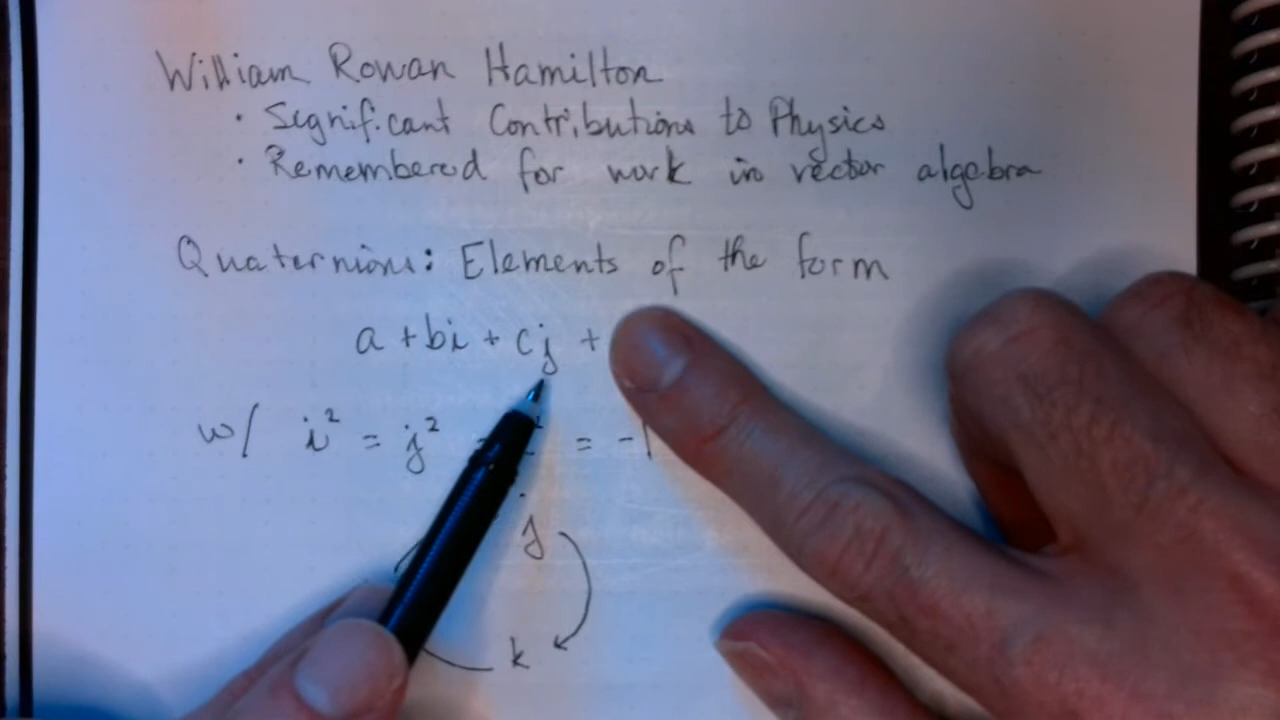 William Rowan Hamilton
· Significant Contributions to Physics
· Remembered for work in vector algebra
Quaternions: Elements of the form
a + bi + cj +
w/ i² = j² = ² = -1
j
k